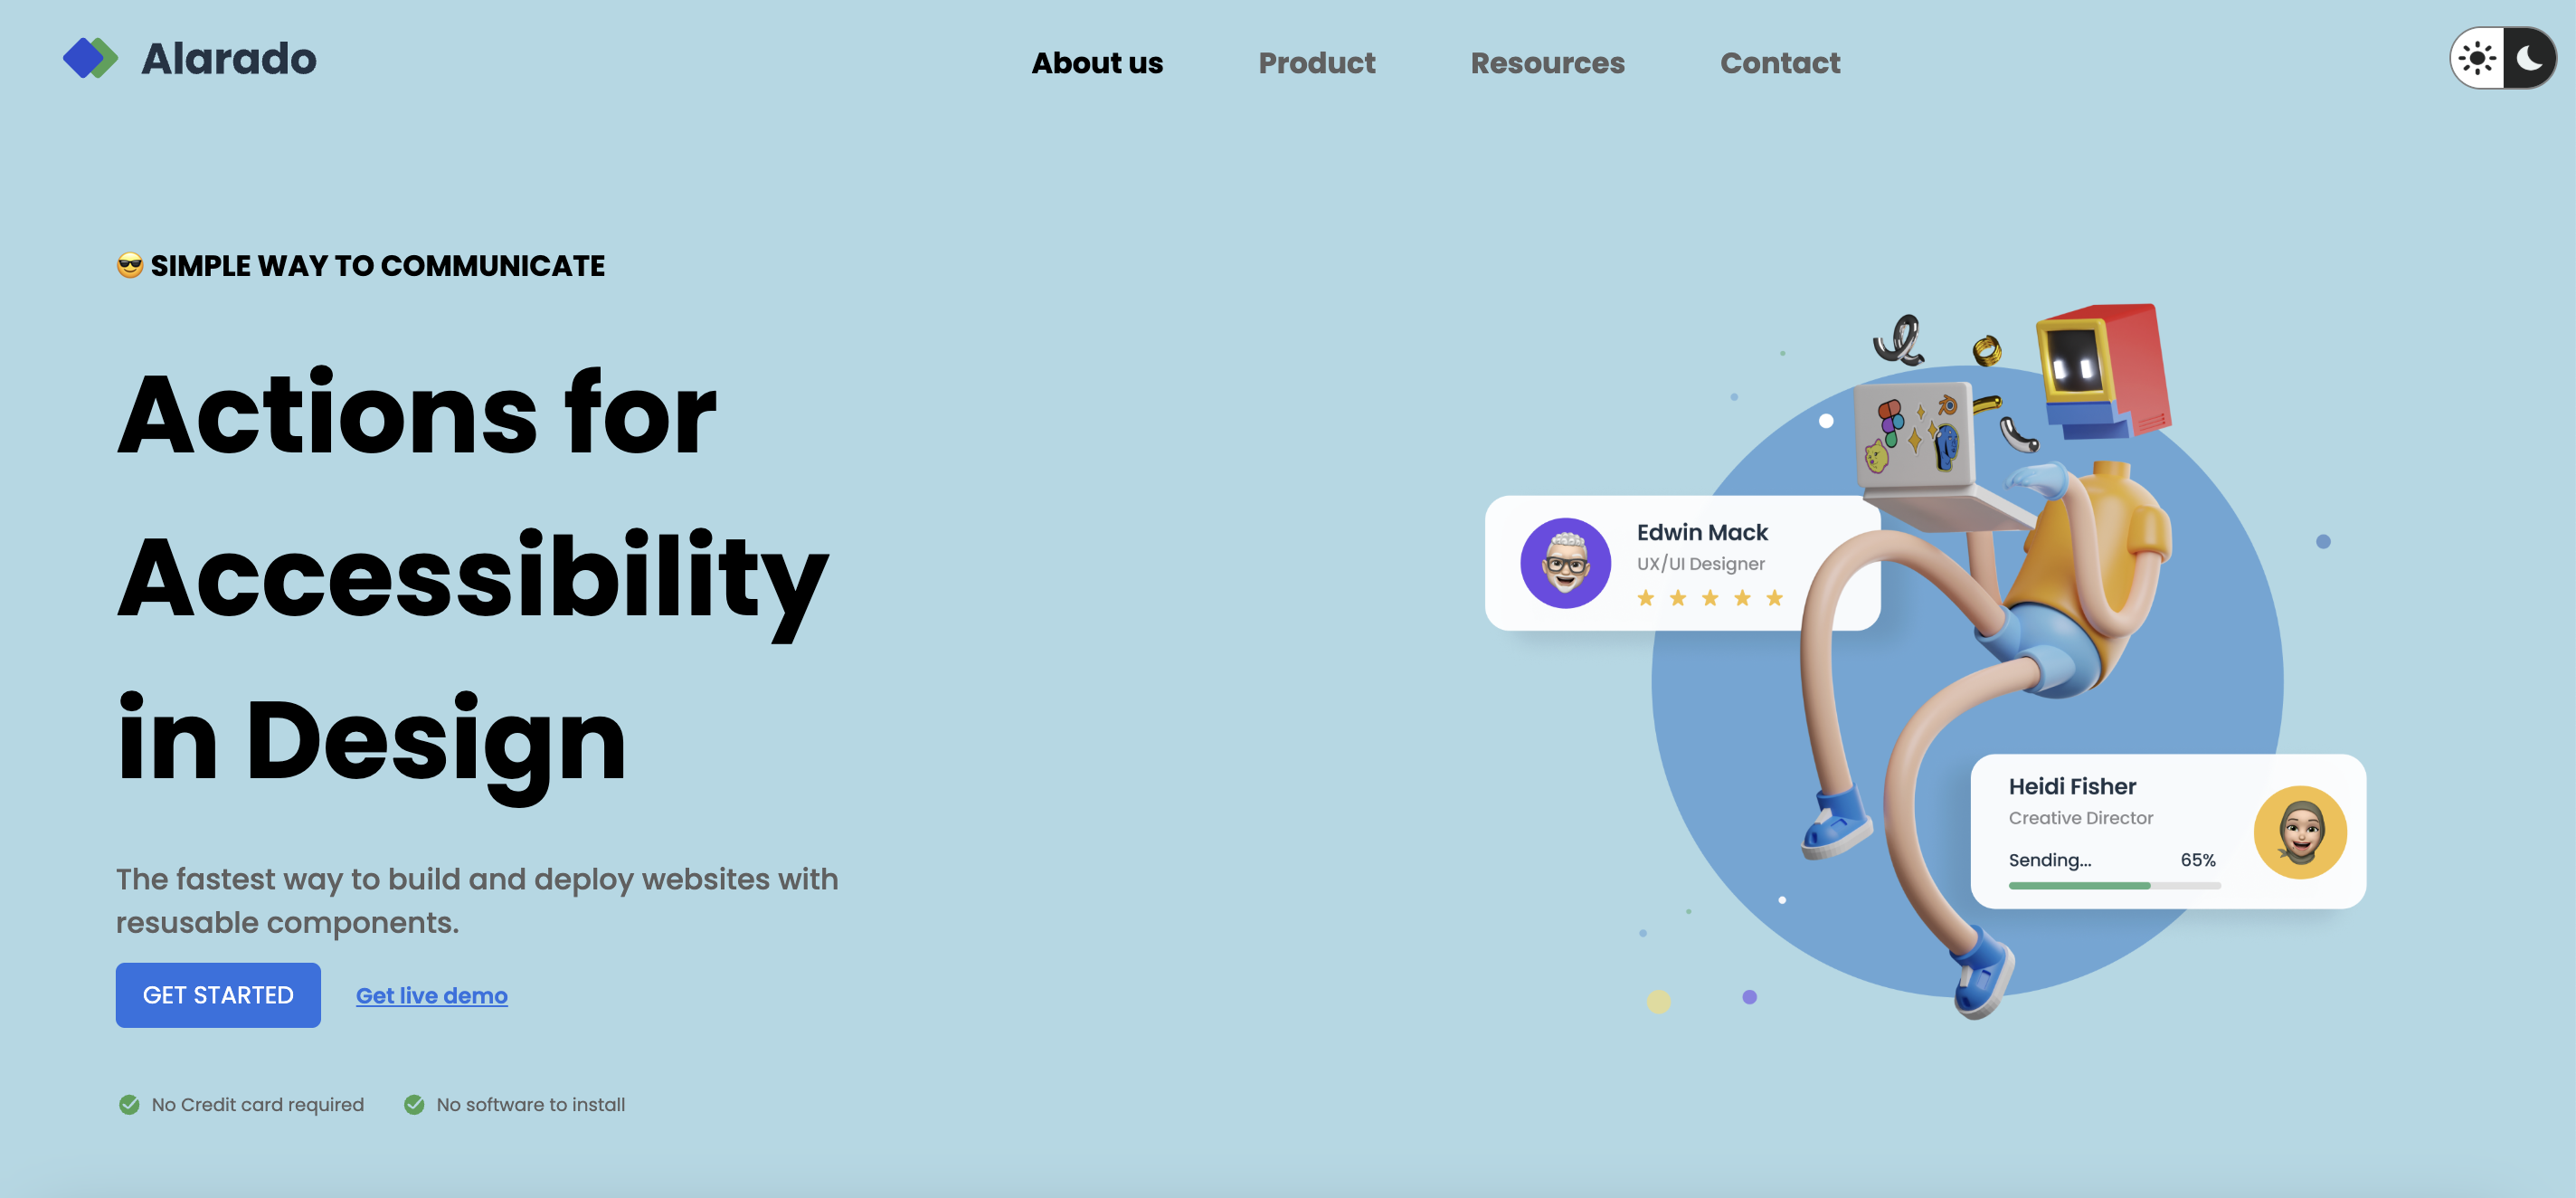 Alarado
About us
Product
Resources
Contact
😎 SIMPLE WAY TO COMMUNICATE
Actions for
Accessibility
in Design
The fastest way to build and deploy websites with
resusable components.
GET STARTED
Get live demo
No Credit card required
No software to install
Edwin Mack
UX/UI Designer
Heidi Fisher
Creative Director
Sending... 65%